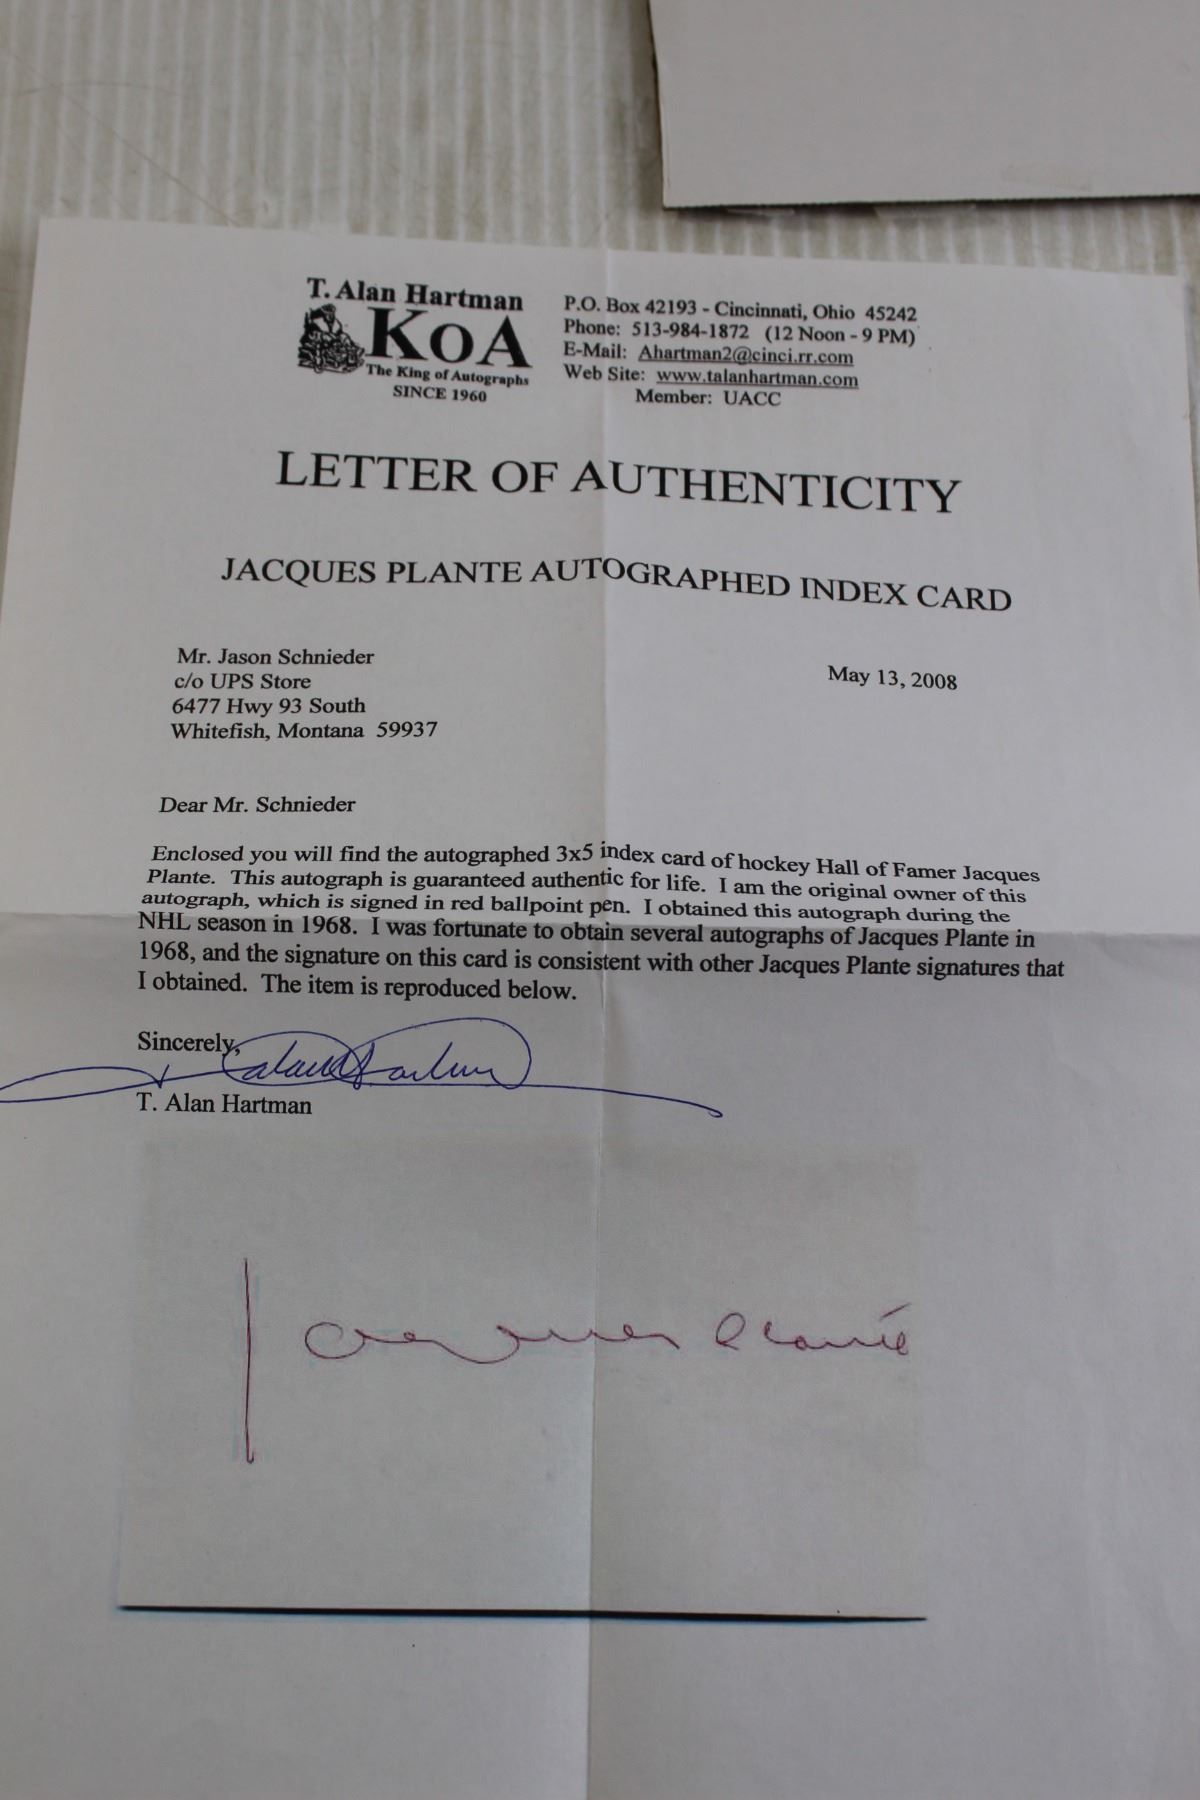 T. Alan Hartman
KOA
The King of Autographs
SINCE 1960
P.O. Box 42193 - Cincinnati, Ohio 45242
Phone: 513-984-1872 (12 Noon - 9 PM)
E-Mail: Ahartman2@cinci.rr.com
Web Site: www.talanhartman.com
Member: UACC
LETTER OF AUTHENTICITY
JACQUES PLANTE AUTOGRAPHED INDEX CARD
Mr. Jason Schnieder
c/o UPS Store
6477 Hwy 93 South
Whitefish, Montana 59937
May 13, 2008
Dear Mr. Schnieder
Enclosed you will find the autographed 3x5 index card of hockey Hall of Famer Jacques
Plante. This autograph is guaranteed authentic for life. I am the original owner of this
autograph, which is signed in red ballpoint pen. I obtained this autograph during the
NHL season in 1968. I was fortunate to obtain several autographs of Jacques Plante in
1968, and the signature on this card is consistent with other Jacques Plante signatures that
I obtained. The item is reproduced below.
Sincerely,
T. Alan Hartman
T. Alan Hartman
Jacques Plante